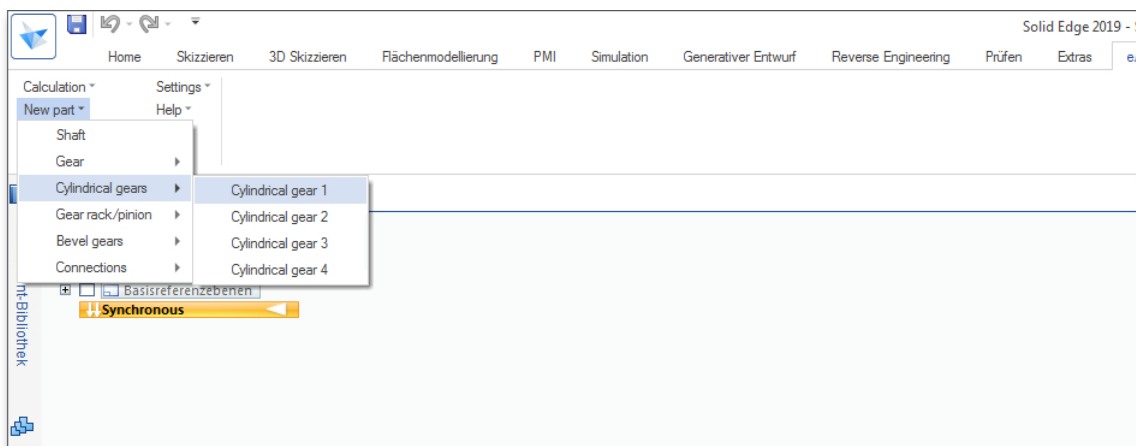 Solid Edge 2019 -
Home Skizzieren 3D Skizzieren Flächenmodellierung PMI Simulation Generativer Entwurf Reverse Engineering Prüfen Extras
Calculation Settings
New part Help
Shaft
Gear
Cylindrical gears Cylindrical gear 1
Gear rack/pinion Cylindrical gear 2
Bevel gears Cylindrical gear 3
Connections Cylindrical gear 4
Basisreferenzebenen
Synchronous
nt-Bibliothek